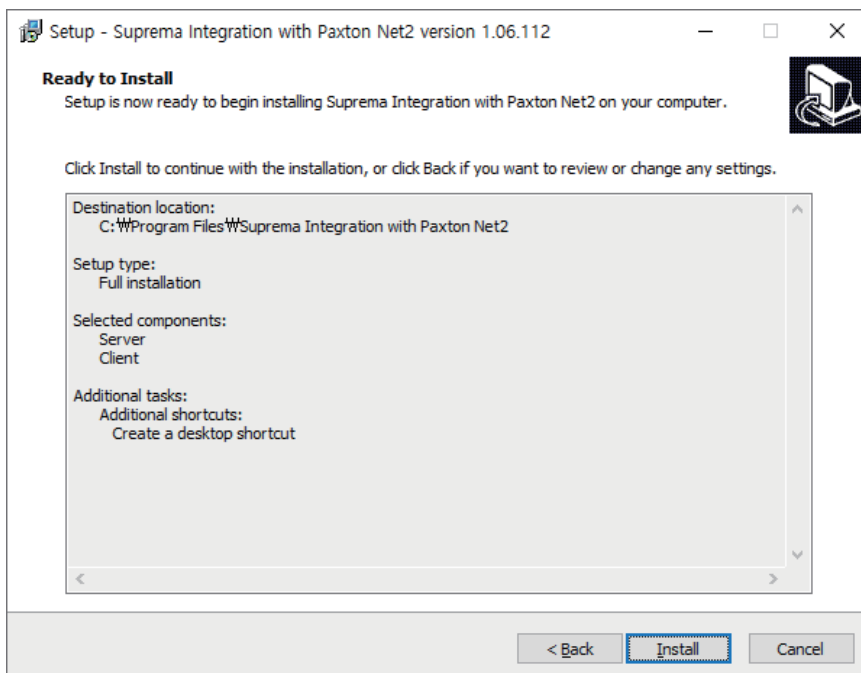 Setup - Suprema Integration with Paxton Net2 version 1.06.112
Ready to Install
Setup is now ready to begin installing Suprema Integration with Paxton Net2 on your computer.
Click Install to continue with the installation, or click Back if you want to review or change any settings.
Destination location:
C:₩Program Files₩Suprema Integration with Paxton Net2
Setup type:
Full installation
Selected components:
Server
Client
Additional tasks:
Additional shortcuts:
Create a desktop shortcut
< Back
Install
Cancel